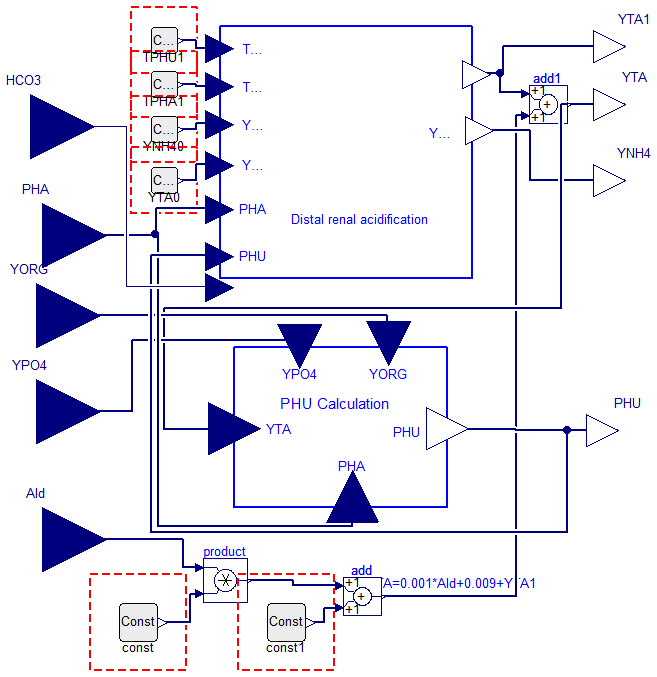 YTA1
C...
TPHU1
T...
HCO3
add1
YTA
+1
+
+1
C...
TPHA1
T...
C...
YNH40
Y...
Y...
YNH4
C...
YTA0
Y...
PHA
PHA
Distal renal acidification
PHU
YORG
YPO4
YPO4
YORG
PHU Calculation
PHU
YTA
PHU
PHA
Ald
product
add
+1
+
+1
A=0.001*Ald+0.009+Y A1
Const
const
Const
const1